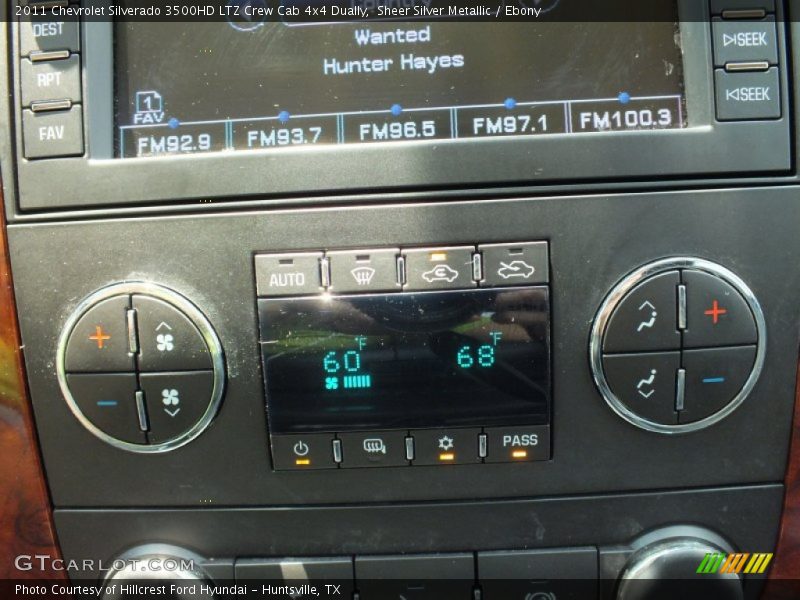 2011 Chevrolet Silverado 3500HD LTZ Crew Cab 4x4 Dually, Sheer Silver Metallic / Ebony
DEST
RPT
FAV
Wanted
Hunter Hayes
1
FAV
FM92.9 FM93.7 FM96.5 FM97.1 FM100.3
SEEK
SEEK
AUTO
60 °F
68 °F
PASS
GTCARLOT.COM
Photo Courtesy of Hillcrest Ford Hyundai - Huntsville, TX